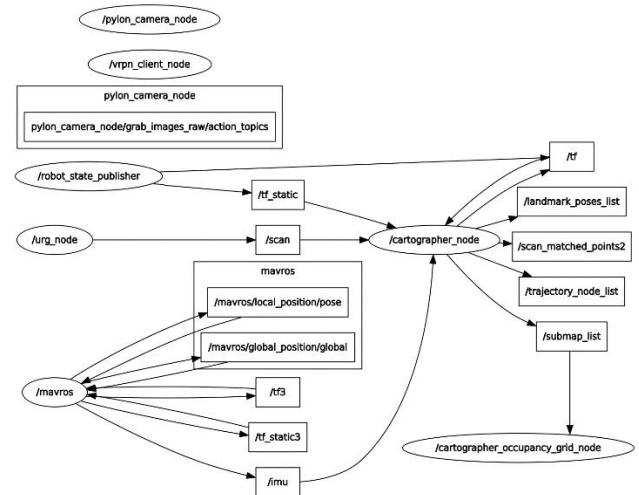 /pylon_camera_node
/vrpn_client_node
pylon_camera_node
pylon_camera_node/grab_images_raw/action_topics
/robot_state_publisher
/tf
/tf_static
/landmark_poses_list
/urg_node
/scan
/cartographer_node
/scan_matched_points2
mavros
/trajectory_node_list
/mavros/local_position/pose
/submap_list
/mavros/global_position/global
/mavros
/tf3
/tf_static3
/cartographer_occupancy_grid_node
/imu